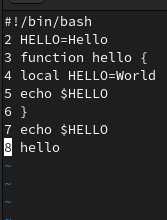 #!/bin/bash
2 HELLO=Hello
3 function hello {
4 local HELLO=World
5 echo $HELLO
6 }
7 echo $HELLO
8 hello
~
~
~
~